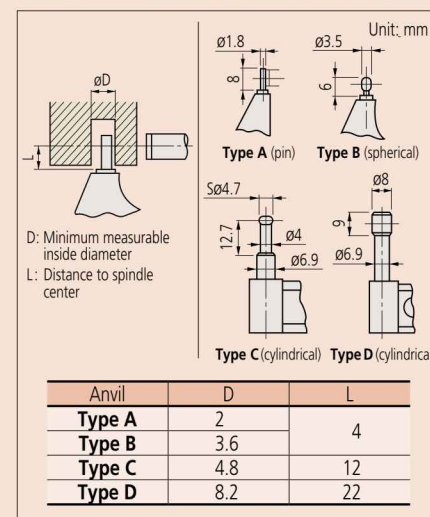 Unit: mm
øD
L
D: Minimum measurable
inside diameter
L: Distance to spindle
center
ø1.8
8
Type A (pin)
ø3.5
6
Type B (spherical)
Sø4.7
12.7
ø4
ø6.9
Type C (cylindrical)
ø8
9
ø6.9
Type D (cylindrica
Anvil D L
Type A 2 4
Type B 3.6
Type C 4.8 12
Type D 8.2 22